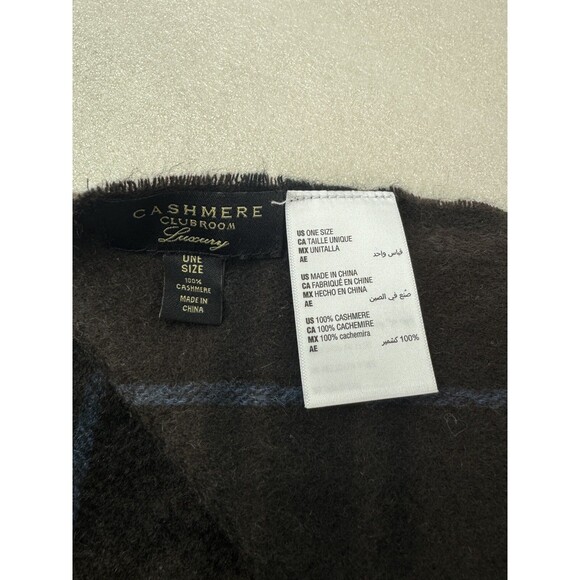 CASHMERE
CLUBROOM
Luxury
ONE
SIZE
100%
CASHMERE
MADE IN
CHINA
US ONE SIZE
CA TAILLE UNIQUE
MX UNITALLA
AE قياس واحد
US MADE IN CHINA
CA FABRIQUÉ EN CHINE
MX HECHO EN CHINA
AE صُنع في الصين
US 100% CASHMERE
CA 100% CACHEMIRE
MX 100% cachemira
AE 100% كشمير